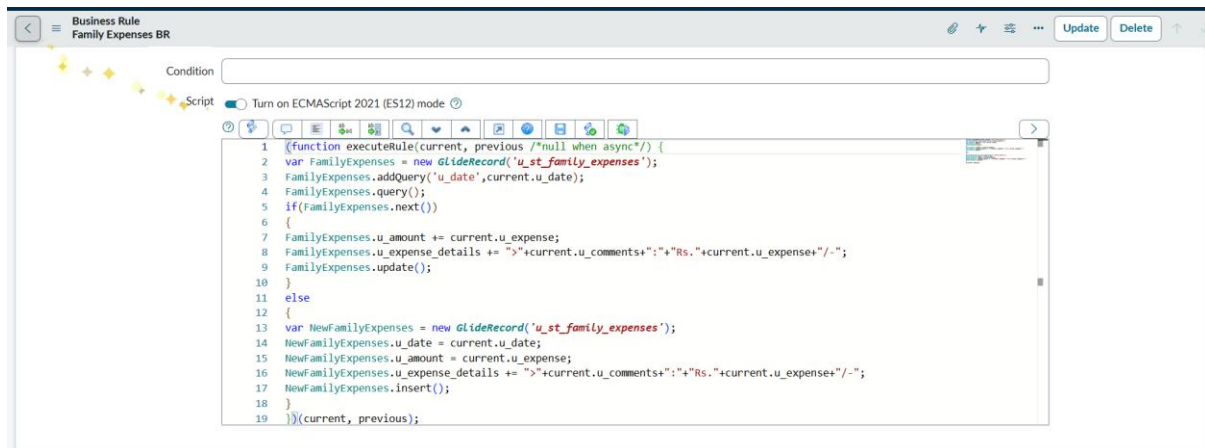 Business Rule
Family Expenses BR
Update
Delete
Condition
Script
Turn on ECMAScript 2021 (ES12) mode
1 (function executeRule(current, previous /*null when async*/) {
2 var FamilyExpenses = new GlideRecord('u_st_family_expenses');
3 FamilyExpenses.addQuery('u_date',current.u_date);
4 FamilyExpenses.query();
5 if(FamilyExpenses.next())
6 {
7 FamilyExpenses.u_amount += current.u_expense;
8 FamilyExpenses.u_expense_details += ">"+current.u_comments+":"+"Rs."+current.u_expense+"/-";
9 FamilyExpenses.update();
10 }
11 else
12 {
13 var NewFamilyExpenses = new GlideRecord('u_st_family_expenses');
14 NewFamilyExpenses.u_date = current.u_date;
15 NewFamilyExpenses.u_amount = current.u_expense;
16 NewFamilyExpenses.u_expense_details += ">"+current.u_comments+":"+"Rs."+current.u_expense+"/-";
17 NewFamilyExpenses.insert();
18 }
19 })(current, previous);